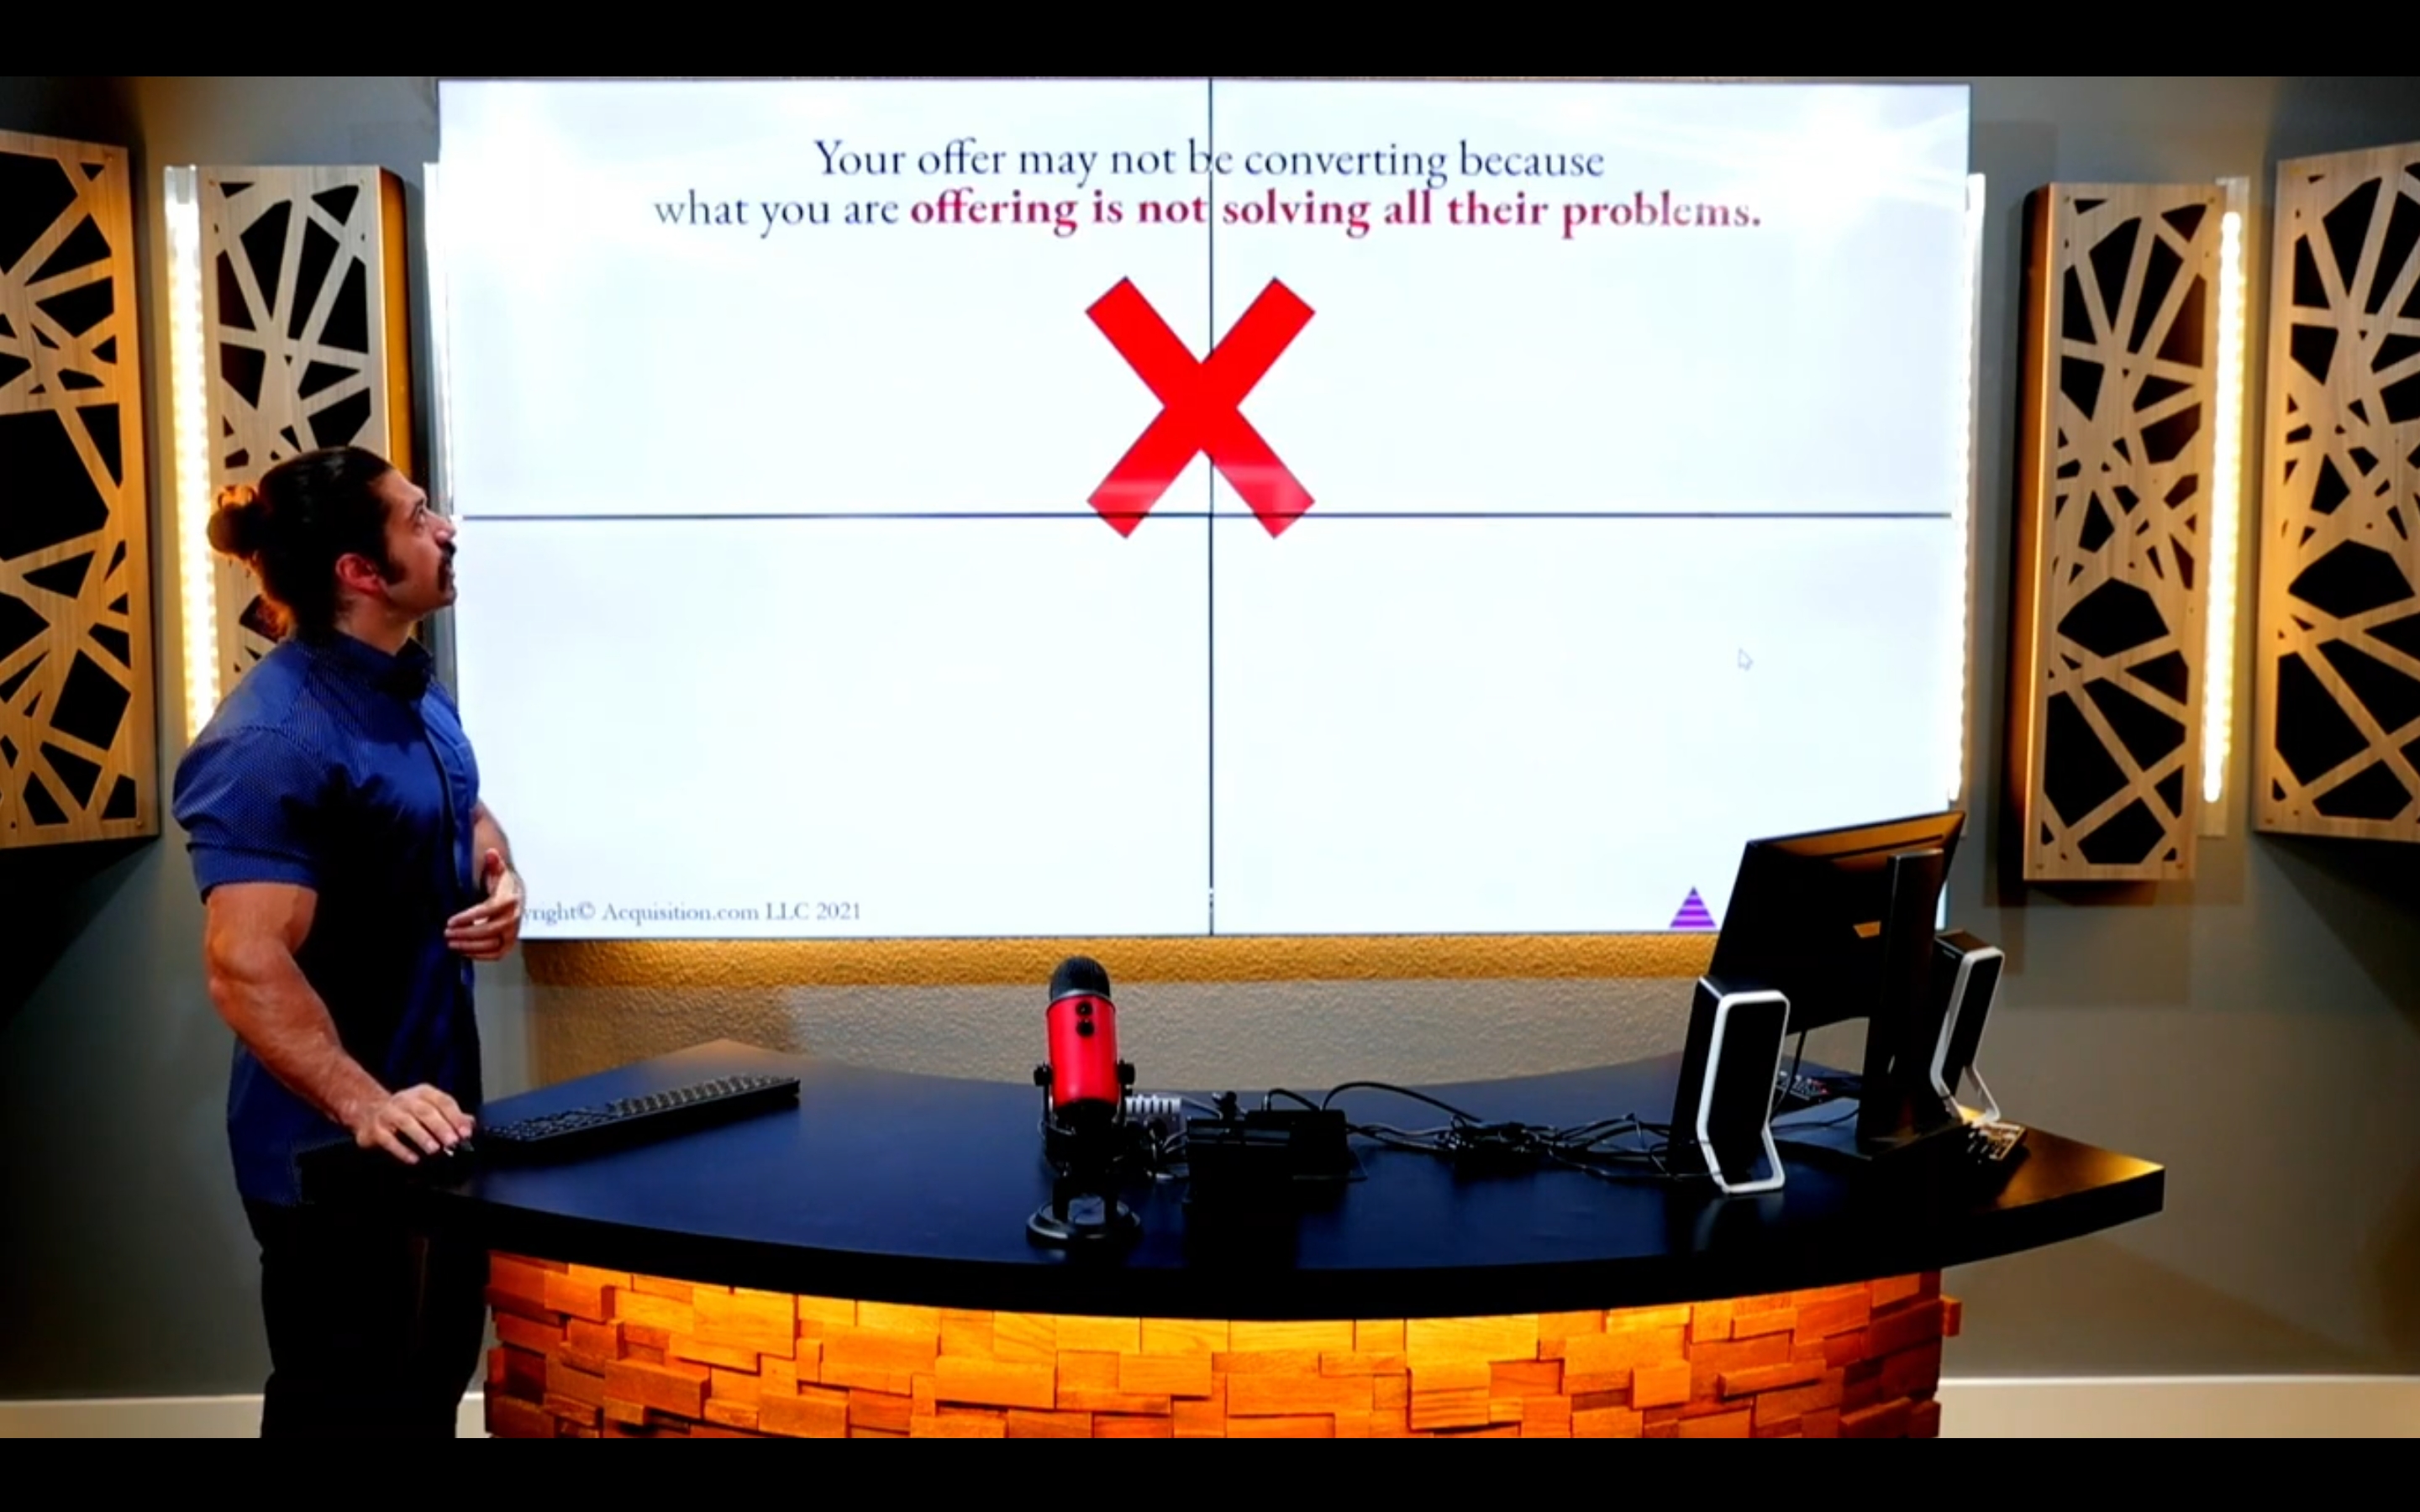 Your offer may not be converting because
what you are offering is not solving all their problems.
yright© Acquisition.com LLC 2021